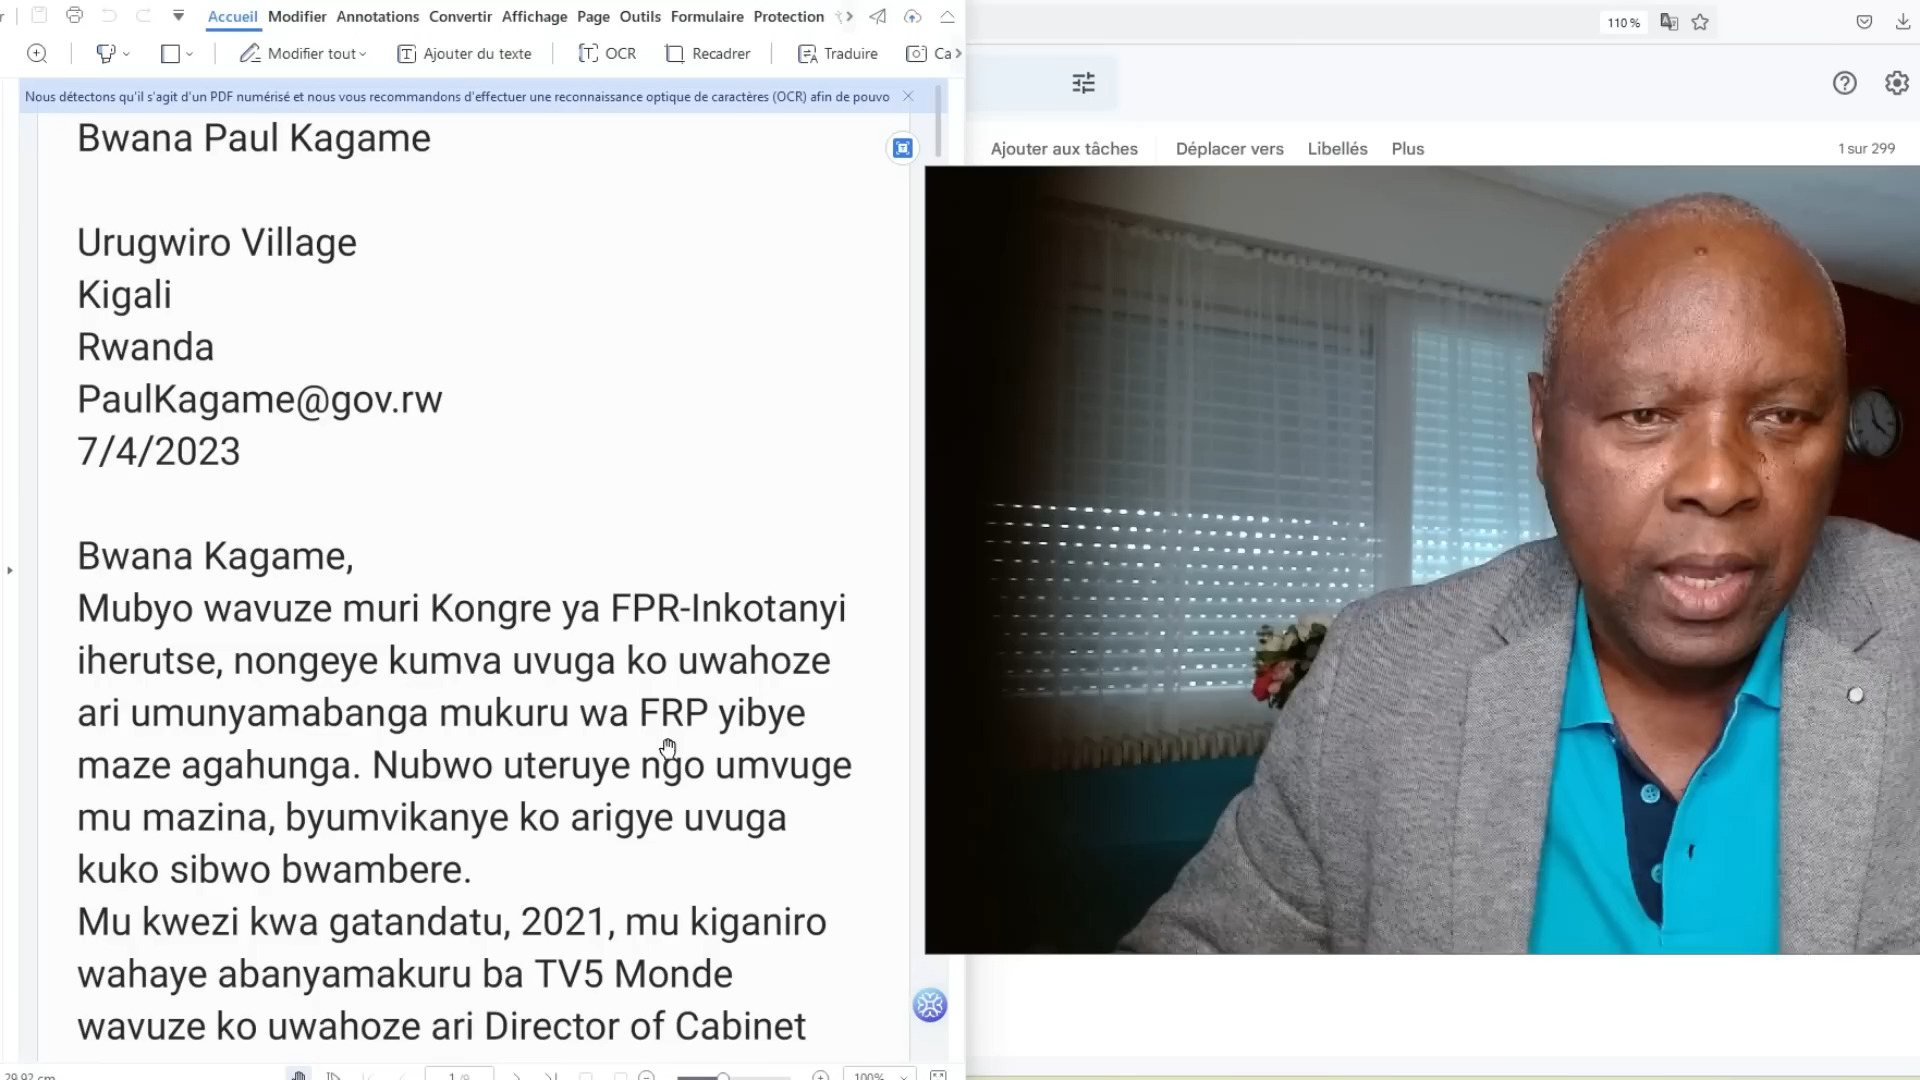 Accueil Modifier Annotations Convertir Affichage Page Outils Formulaire Protection
Modifier tout Ajouter du texte OCR Recadrer Traduire Ca
Nous détectons qu'il s'agit d'un PDF numérisé et nous vous recommandons d'effectuer une reconnaissance optique de caractères (OCR) afin de pouvo
Bwana Paul Kagame
Urugwiro Village
Kigali
Rwanda
PaulKagame@gov.rw
7/4/2023
Bwana Kagame,
Mubyo wavuze muri Kongre ya FPR-Inkotanyi
iherutse, nongeye kumva uvuga ko uwahoze
ari umunyamabanga mukuru wa FRP yibye
maze agahunga. Nubwo uteruye ngo umvuge
mu mazina, byumvikanye ko arigye uvuga
kuko sibwo bwambere.
Mu kwezi kwa gatandatu, 2021, mu kiganiro
wahaye abanyamakuru ba TV5 Monde
wavuze ko uwahoze ari Director of Cabinet
29.92 cm
100%
110 %
Ajouter aux tâches Déplacer vers Libellés Plus
1 sur 299